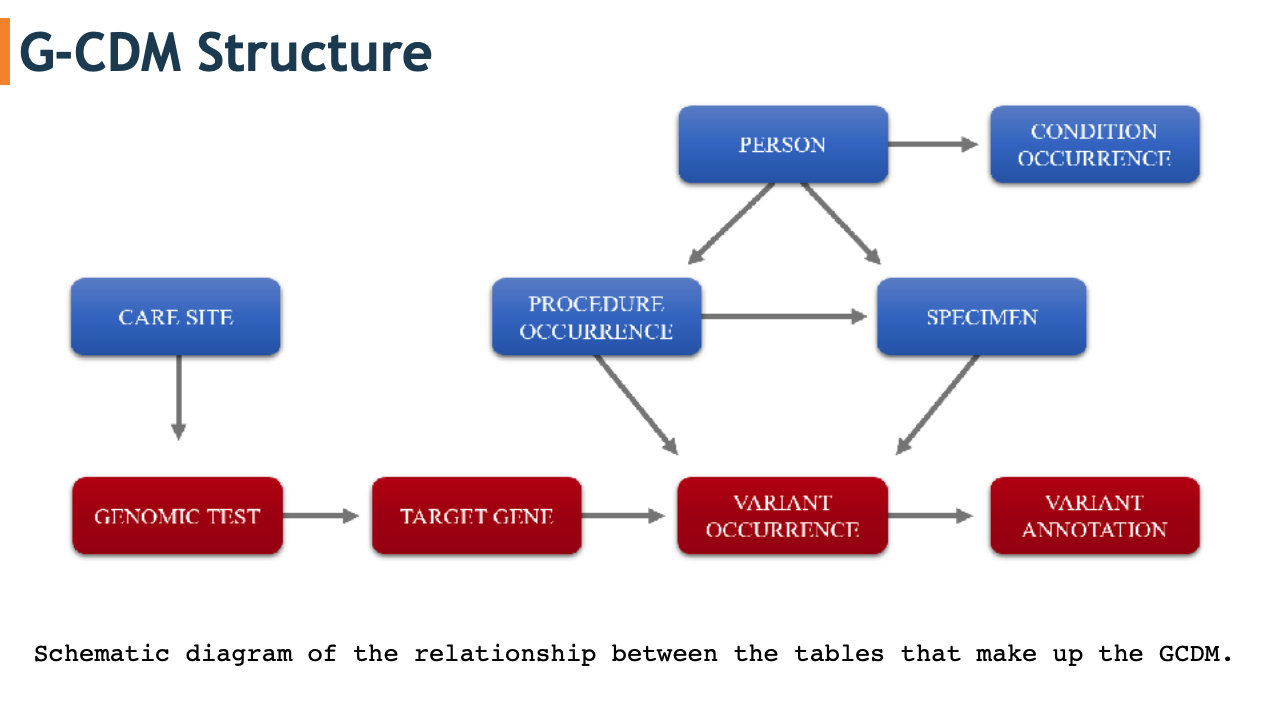 G-CDM Structure
PERSON
CONDITION
OCCURRENCE
CARE SITE
PROCEDURE
OCCURRENCE
SPECIMEN
GENOMIC TEST
TARGET GENE
VARIANT
OCCURRENCE
VARIANT
ANNOTATION
Schematic diagram of the relationship between the tables that make up the GCDM.